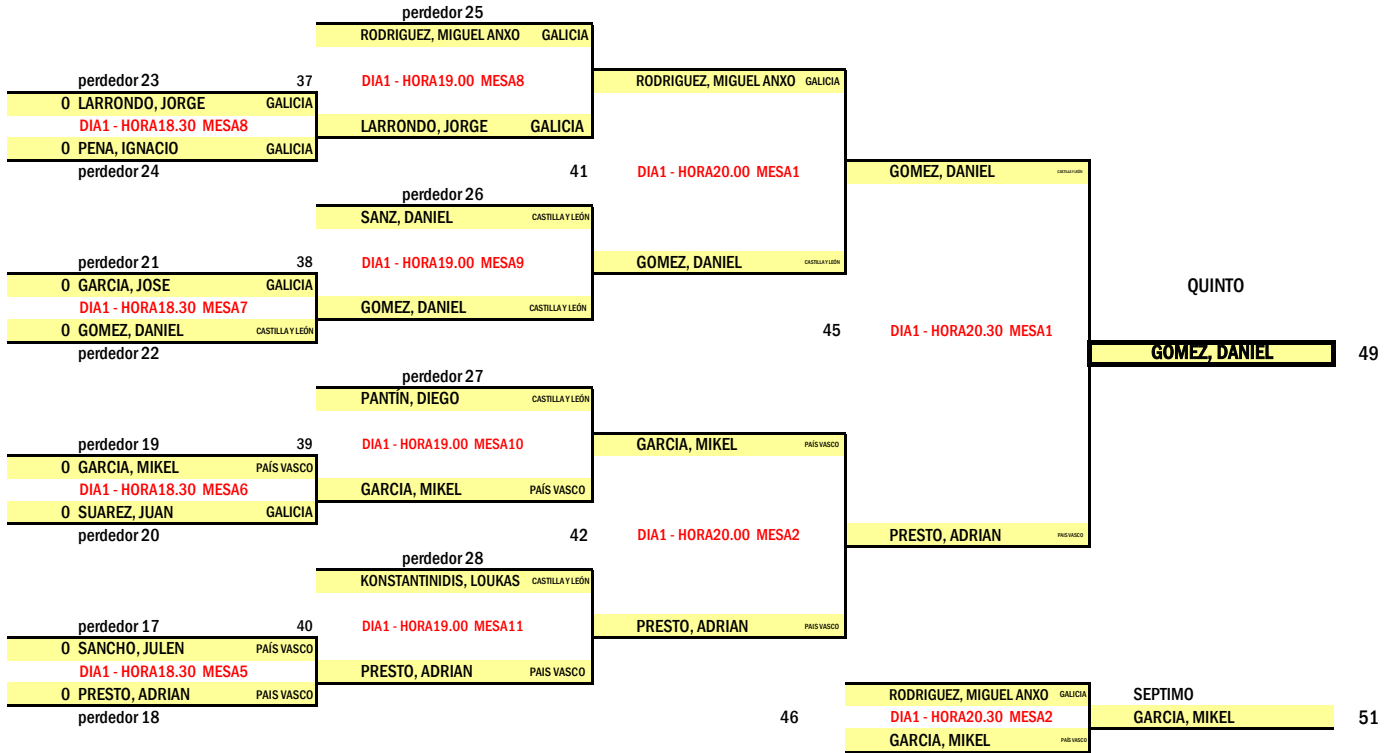 perdedor 25
RODRIGUEZ, MIGUEL ANXO GALICIA
perdedor 23 37 DIA1 - HORA19.00 MESA8 RODRIGUEZ, MIGUEL ANXO GALICIA
0 LARRONDO, JORGE GALICIA
DIA1 - HORA18.30 MESA8 LARRONDO, JORGE GALICIA
0 PENA, IGNACIO GALICIA
perdedor 24 41 DIA1 - HORA20.00 MESA1 GOMEZ, DANIEL CASTILLA Y LEÓN
perdedor 26
SANZ, DANIEL CASTILLA Y LEÓN
perdedor 21 38 DIA1 - HORA19.00 MESA9 GOMEZ, DANIEL CASTILLA Y LEÓN
0 GARCIA, JOSE GALICIA QUINTO
DIA1 - HORA18.30 MESA7 GOMEZ, DANIEL CASTILLA Y LEÓN
0 GOMEZ, DANIEL CASTILLA Y LEÓN 45 DIA1 - HORA20.30 MESA1
perdedor 22 GOMEZ, DANIEL 49
perdedor 27
PANTÍN, DIEGO CASTILLA Y LEÓN
perdedor 19 39 DIA1 - HORA19.00 MESA10 GARCIA, MIKEL PAÍS VASCO
0 GARCIA, MIKEL PAÍS VASCO
DIA1 - HORA18.30 MESA6 GARCIA, MIKEL PAÍS VASCO
0 SUAREZ, JUAN GALICIA
perdedor 20 42 DIA1 - HORA20.00 MESA2 PRESTO, ADRIAN PAIS VASCO
perdedor 28
KONSTANTINIDIS, LOUKAS CASTILLA Y LEÓN
perdedor 17 40 DIA1 - HORA19.00 MESA11 PRESTO, ADRIAN PAIS VASCO
0 SANCHO, JULEN PAÍS VASCO
DIA1 - HORA18.30 MESA5 PRESTO, ADRIAN PAIS VASCO
0 PRESTO, ADRIAN PAIS VASCO RODRIGUEZ, MIGUEL ANXO GALICIA SEPTIMO
perdedor 18 46 DIA1 - HORA20.30 MESA2 GARCIA, MIKEL 51
GARCIA, MIKEL PAÍS VASCO